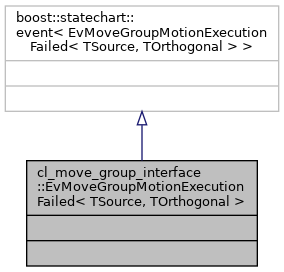 boost::statechart::
event< EvMoveGroupMotionExecution
Failed< TSource, TOrthogonal > >
cl_move_group_interface
::EvMoveGroupMotionExecution
Failed< TSource, TOrthogonal >